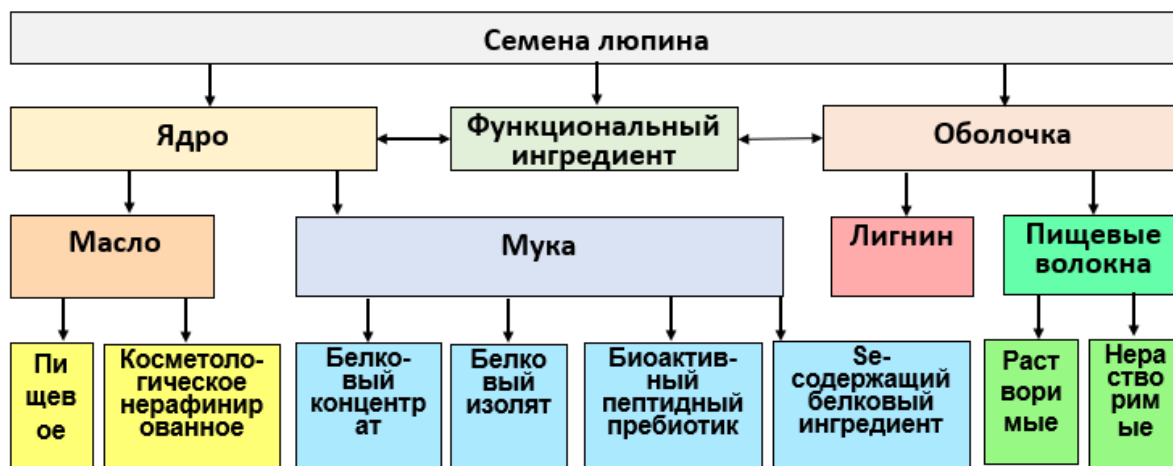 Семена люпина
Ядро
Функциональный
ингредиент
Оболочка
Масло
Мука
Лигнин
Пищевые
волокна
Пи
щев
ое
Косметоло-
гическое
нерафинир
ованное
Белко-
вый
концентр
ат
Белко
вый
изолят
Биоактив-
ный
пептидный
пребиотик
Se-
содержащий
белковый
ингредиент
Раст
вори
мые
Нера
ство
рим
ые